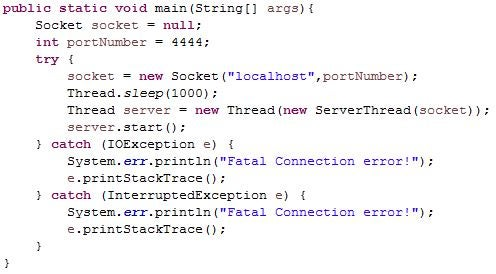 public static void main(String[] args){
    Socket socket = null;
    int portNumber = 4444;
    try {
        socket = new Socket("localhost",portNumber);
        Thread.sleep(1000);
        Thread server = new Thread(new ServerThread(socket));
        server.start();
    } catch (IOException e) {
        System.err.println("Fatal Connection error!");
        e.printStackTrace();
    } catch (InterruptedException e) {
        System.err.println("Fatal Connection error!");
        e.printStackTrace();
    }
}